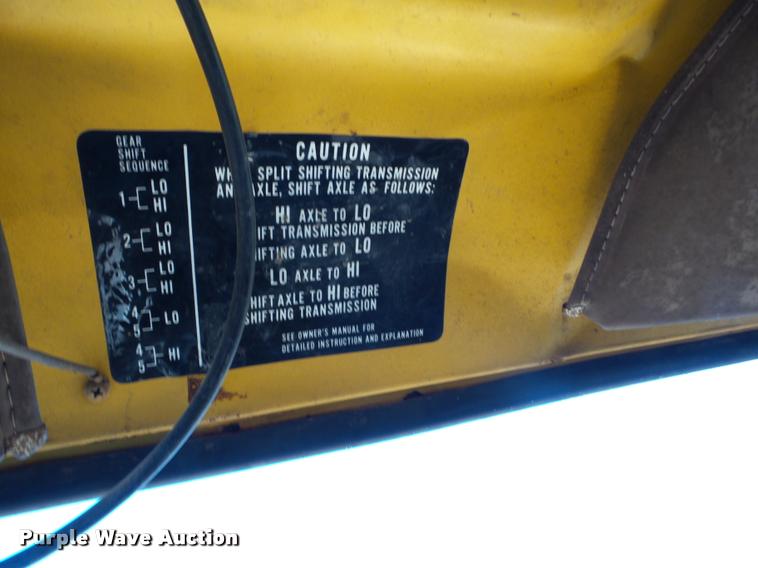 GEAR
SHIFT
SEQUENCE
1 LO
HI
2 LO
HI
3 LO
HI
4 LO
5
4 HI
5
CAUTION
SPLIT SHIFTING TRANSMISSION
AXLE, SHIFT AXLE AS FOLLOWS:
HI AXLE TO LO
TRANSMISSION BEFORE
AXLE TO LO
LO AXLE TO HI
SHIFT AXLE TO HI BEFORE
SHIFTING TRANSMISSION
SEE OWNER'S MANUAL FOR
DETAILED INSTRUCTION AND EXPLANATION
Purple Wave Auction